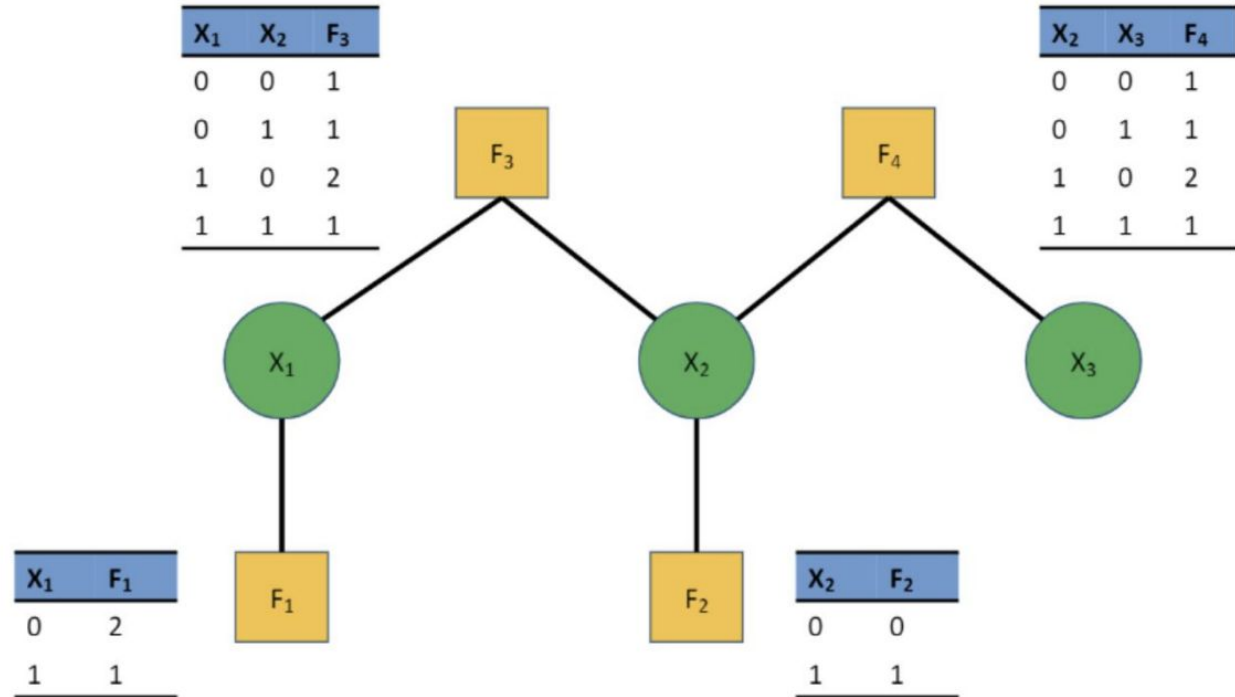 X₁ X₂ F₃
0 0 1
0 1 1
1 0 2
1 1 1
X₂ X₃ F₄
0 0 1
0 1 1
1 0 2
1 1 1
F₃
F₄
X₁
X₂
X₃
X₁ F₁
0 2
1 1
F₁
F₂
X₂ F₂
0 0
1 1